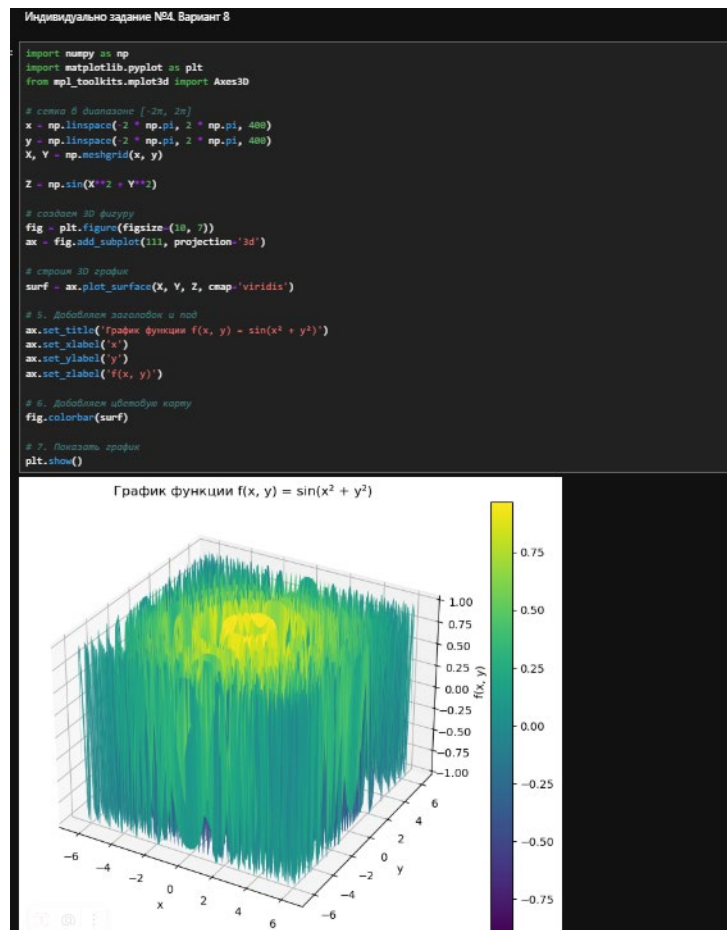 Индивидуально задание №4. Вариант 8
import numpy as np
import matplotlib.pyplot as plt
from mpl_toolkits.mplot3d import Axes3D
# сетка в диапазоне [-2π, 2π]
x = np.linspace(-2 * np.pi, 2 * np.pi, 400)
y = np.linspace(-2 * np.pi, 2 * np.pi, 400)
X, Y = np.meshgrid(x, y)
Z = np.sin(X**2 + Y**2)
# создаем 3D фигуру
fig = plt.figure(figsize=(10, 7))
ax = fig.add_subplot(111, projection='3d')
# строим 3D график
surf = ax.plot_surface(X, Y, Z, cmap='viridis')
# 5. Добавляем заголовок и под
ax.set_title('График функции f(x, y) = sin(x² + y²)')
ax.set_xlabel('x')
ax.set_ylabel('y')
ax.set_zlabel('f(x, y)')
# 6. Добавляем цветовую карту
fig.colorbar(surf)
# 7. Показать график
plt.show()
График функции f(x, y) = sin(x² + y²)
1.00
0.75
0.50
0.25
0.00
−0.25
−0.50
−0.75
−1.00
f(x, y)
−6
−4
−2
0
2
4
6
x
−6
−4
−2
0
2
4
6
y
0.75
0.50
0.25
0.00
−0.25
−0.50
−0.75